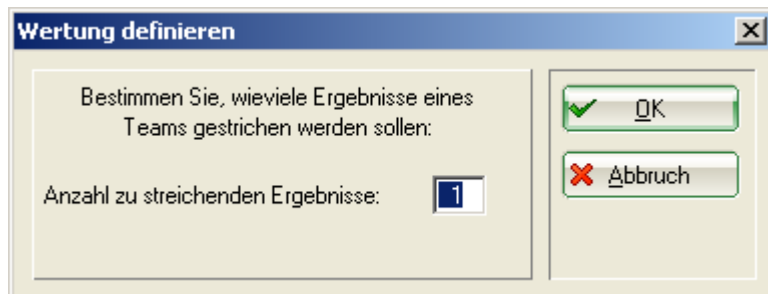 Wertung definieren
Bestimmen Sie, wieviele Ergebnisse eines
Teams gestrichen werden sollen:
Anzahl zu streichenden Ergebnisse: 1
OK
Abbruch